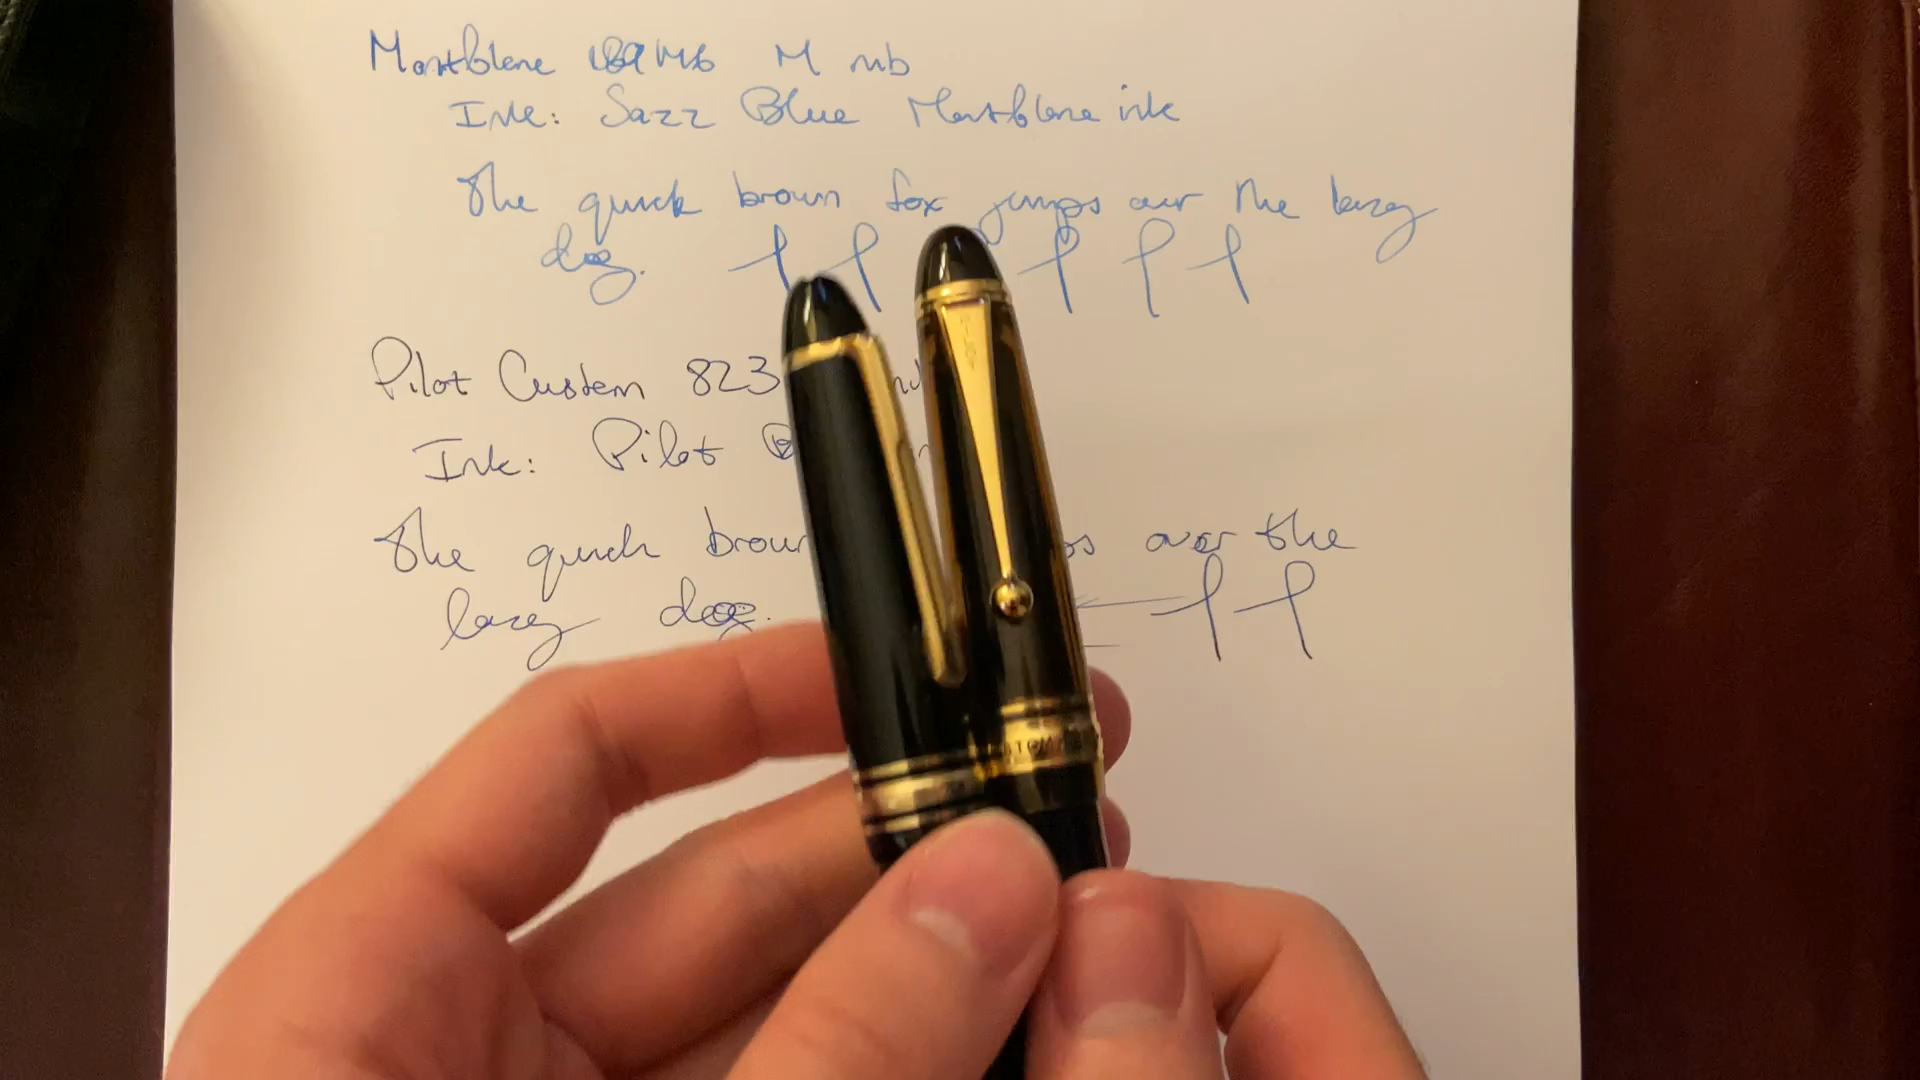 Montblanc M nib
Ink: Jazz Blue Montblanc ink
The quick brown fox jumps over the lazy
dog.
Pilot Custom 823
Ink: Pilot
The quick brown over the
lazy dog.